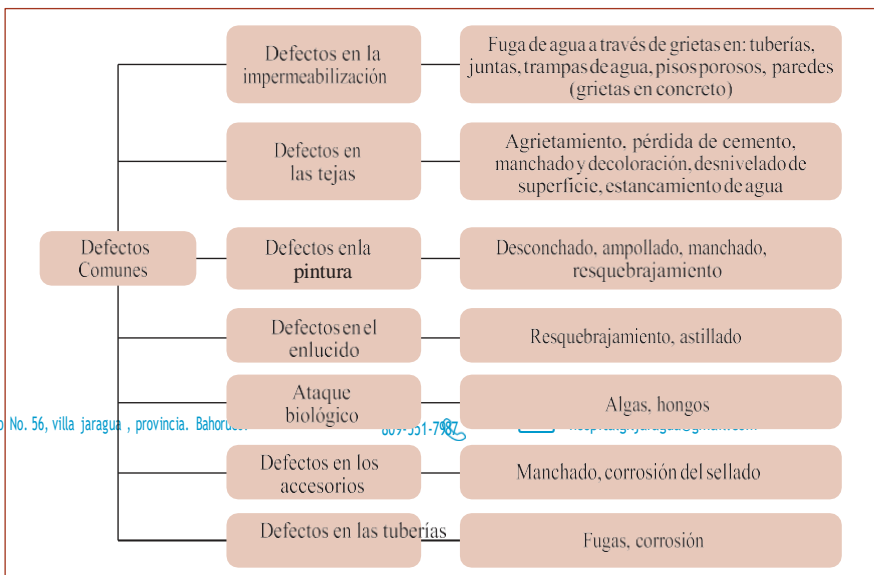 Defectos en la
impermeabilización
Fuga de agua a través de grietas en: tuberías,
juntas, trampas de agua, pisos porosos, paredes
(grietas en concreto)
Defectos en
las tejas
Agrietamiento, pérdida de cemento,
manchado y decoloración, desnivelado de
superficie, estancamiento de agua
Defectos
Comunes
Defectos enla
pintura
Desconchado, ampollado, manchado,
resquebrajamiento
Defectos en el
enlucido
Resquebrajamiento, astillado
Ataque
biológico
Algas, hongos
No. 56, villa jaragua , provincia.
Defectos en los
accesorios
Manchado, corrosión del sellado
Defectos en las tuberías
Fugas, corrosión